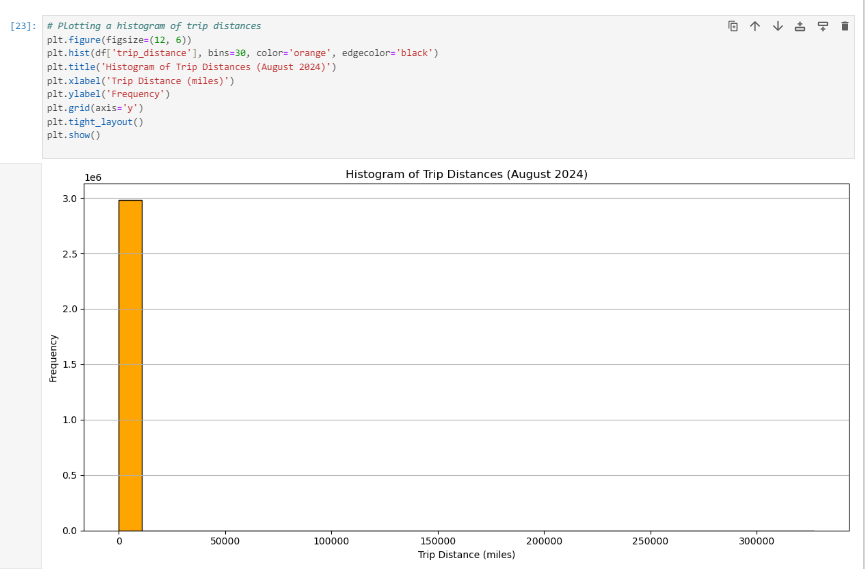 [23]: # PLotting a histogram of trip distances
plt.figure(figsize=(12, 6))
plt.hist(df['trip_distance'], bins=30, color='orange', edgecolor='black')
plt.title('Histogram of Trip Distances (August 2024)')
plt.xlabel('Trip Distance (miles)')
plt.ylabel('Frequency')
plt.grid(axis='y')
plt.tight_layout()
plt.show()
Histogram of Trip Distances (August 2024)
1e6
3.0
2.5
2.0
1.5
1.0
0.5
0.0
Frequency
0 50000 100000 150000 200000 250000 300000
Trip Distance (miles)